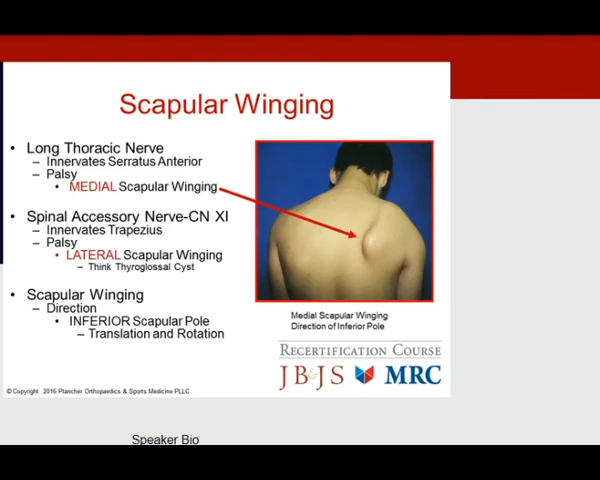 Scapular Winging
• Long Thoracic Nerve
– Innervates Serratus Anterior
– Palsy
• MEDIAL Scapular Winging
• Spinal Accessory Nerve-CN XI
– Innervates Trapezius
– Palsy
• LATERAL Scapular Winging
– Think Thyroglossal Cyst
• Scapular Winging
– Direction
• INFERIOR Scapular Pole
– Translation and Rotation
Medial Scapular Winging
Direction of Inferior Pole
RECERTIFICATION COURSE
JB&JS MRC
© Copyright 2016 Plancher Orthopaedics & Sports Medicine PLLC
Speaker Bio